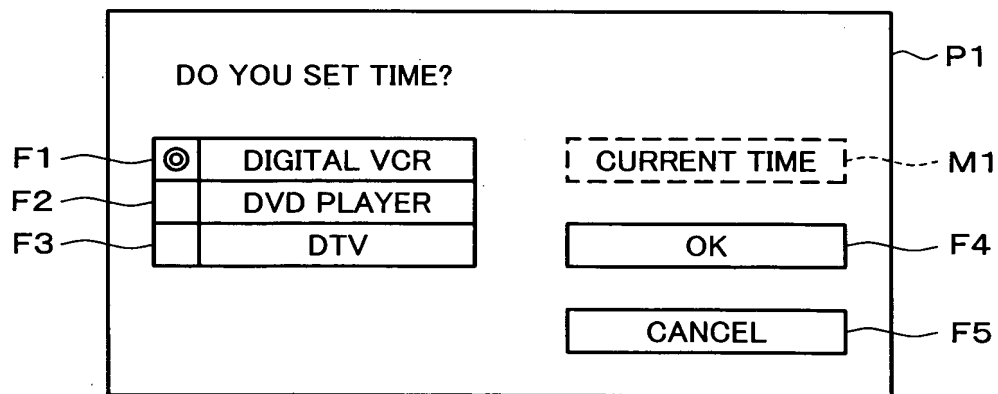 P1
DO YOU SET TIME?
F1 ◎ DIGITAL VCR CURRENT TIME M1
F2 DVD PLAYER
F3 DTV OK F4
CANCEL F5